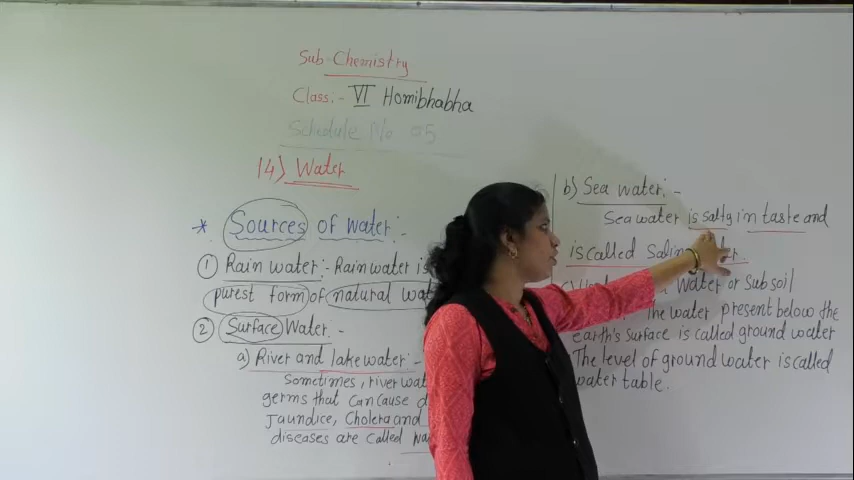 Sub Chemistry
Class:- VI Homibhabha
Schedule No 05
14) Water
* Sources of water:-
① Rain water:- Rain water is
purest form of natural wat
② Surface Water:-
a) River and lake water:-
Sometimes, river wat
germs that can cause d
Jaundice, Cholera and
diseases are called wa
b) Sea water:-
Sea water is salty in taste and
is called Salin
c) Water or Subsoil
The water present below the
earth's surface is called ground water
The level of ground water is called
water table.